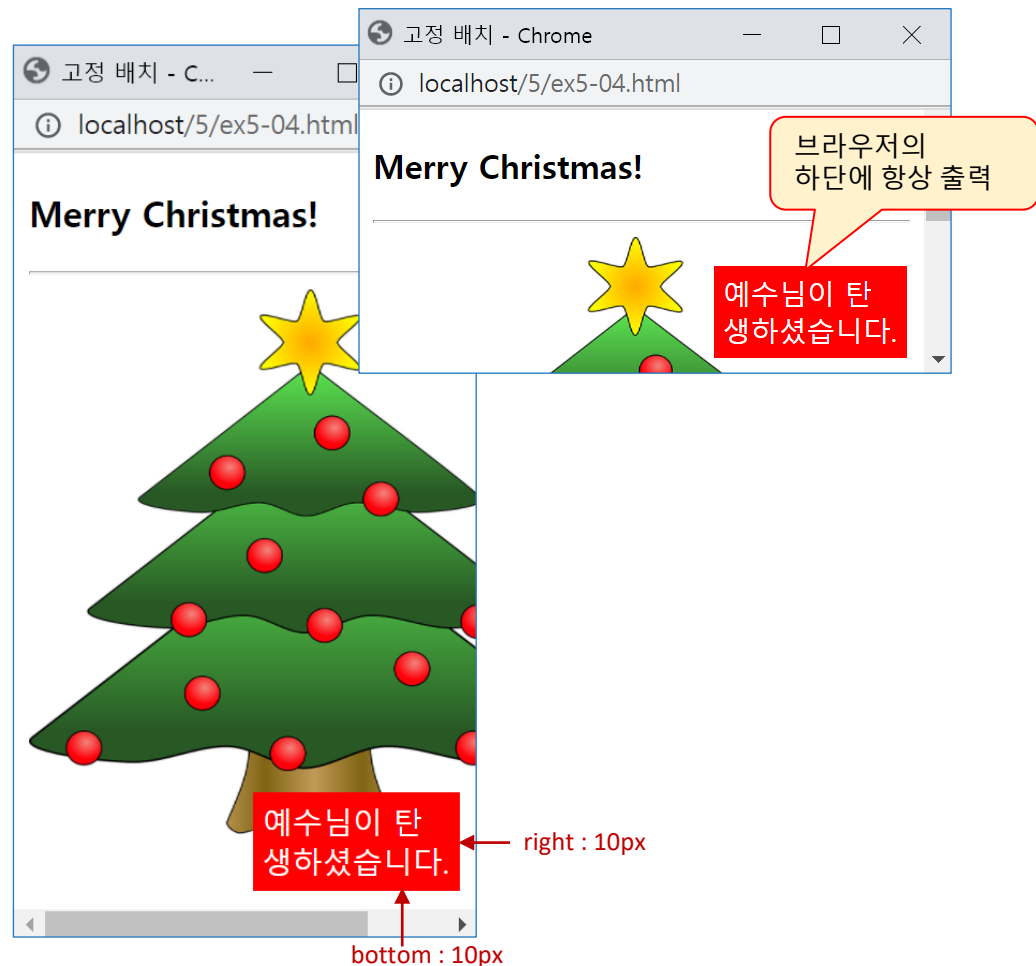 고정 배치 - C...
localhost/5/ex5-04.html
Merry Christmas!
예수님이 탄
생하셨습니다.
right : 10px
bottom : 10px
고정 배치 - Chrome
localhost/5/ex5-04.html
Merry Christmas!
브라우저의
하단에 항상 출력
예수님이 탄
생하셨습니다.